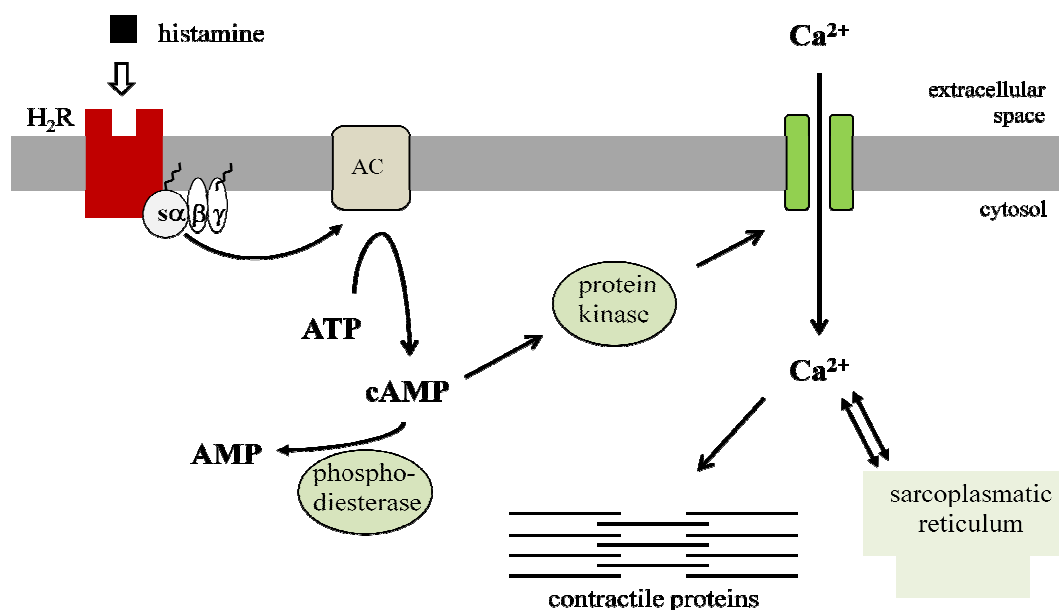 histamine
H₂R
sα β γ
AC
ATP
cAMP
AMP
phospho-
diesterase
protein
kinase
Ca²⁺
extracellular
space
cytosol
Ca²⁺
contractile proteins
sarcoplasmatic
reticulum